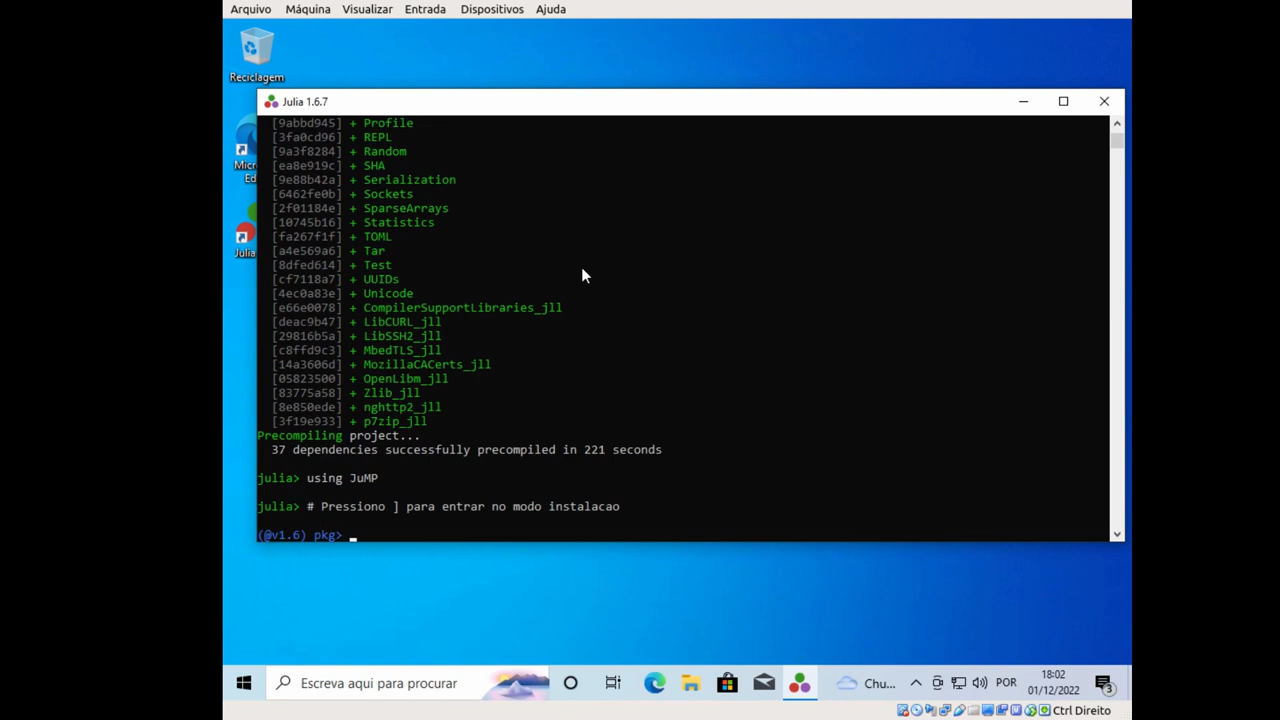 Arquivo Máquina Visualizar Entrada Dispositivos Ajuda
Reciclagem
Julia 1.6.7
[9abbd945] + Profile
[3fa0cd96] + REPL
[9a3f8284] + Random
[ea8e919c] + SHA
[9e88b42a] + Serialization
[6462fe0b] + Sockets
[2f01184e] + SparseArrays
[10745b16] + Statistics
[fa267f1f] + TOML
[a4e569a6] + Tar
[8dfed614] + Test
[cf7118a7] + UUIDs
[4ec0a83e] + Unicode
[e66e0078] + CompilerSupportLibraries_jll
[deac9b47] + LibCURL_jll
[29816b5a] + LibSSH2_jll
[c8ffd9c3] + MbedTLS_jll
[14a3606d] + MozillaCACerts_jll
[05823500] + OpenLibm_jll
[83775a58] + Zlib_jll
[8e850ede] + nghttp2_jll
[3f19e933] + p7zip_jll
Precompiling project...
37 dependencies successfully precompiled in 221 seconds
julia> using JuMP
julia> # Pressiono ] para entrar no modo instalacao
(@v1.6) pkg>
Micr
Ed
Julia
Escreva aqui para procurar
Chu...
POR
18:02
01/12/2022
3
Ctrl Direito